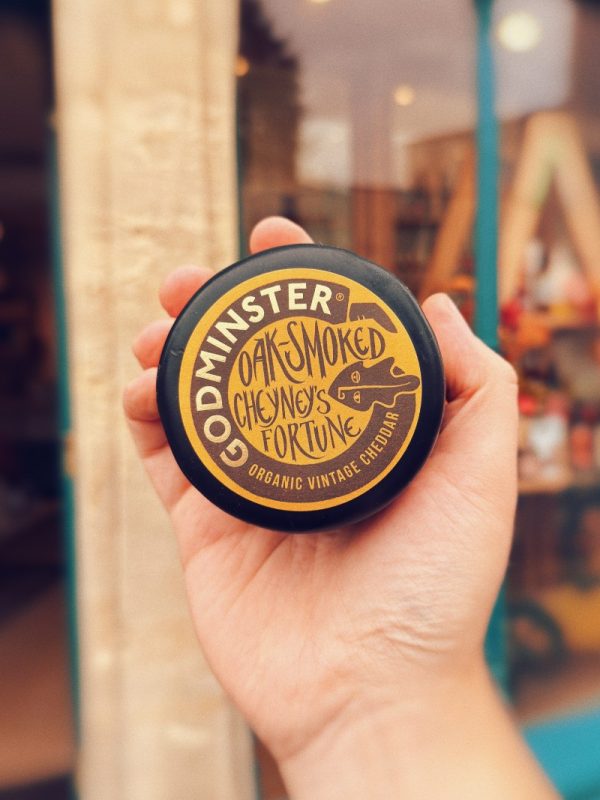 GODMINSTER®
OAK-SMOKED
CHEYNEY'S
FORTUNE
ORGANIC VINTAGE CHEDDAR